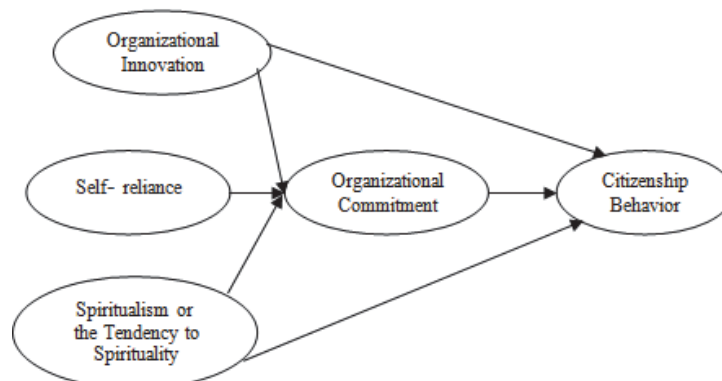 Organizational
Innovation
Self- reliance
Organizational
Commitment
Citizenship
Behavior
Spiritualism or
the Tendency to
Spirituality